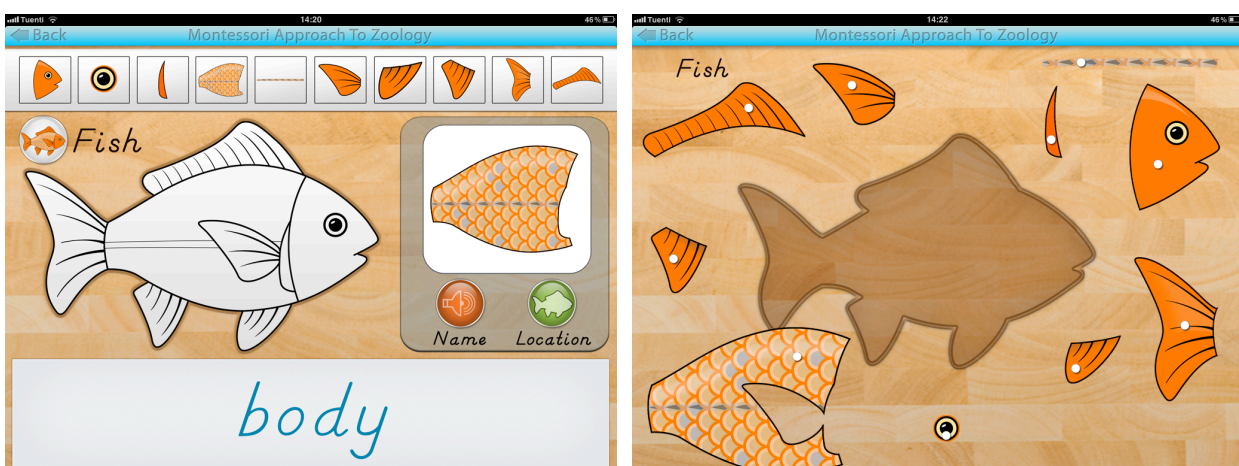 Tuenti 14:20 46 %
Back Montessori Approach To Zoology
Fish
Name Location
body
Tuenti 14:22 46 %
Back Montessori Approach To Zoology
Fish